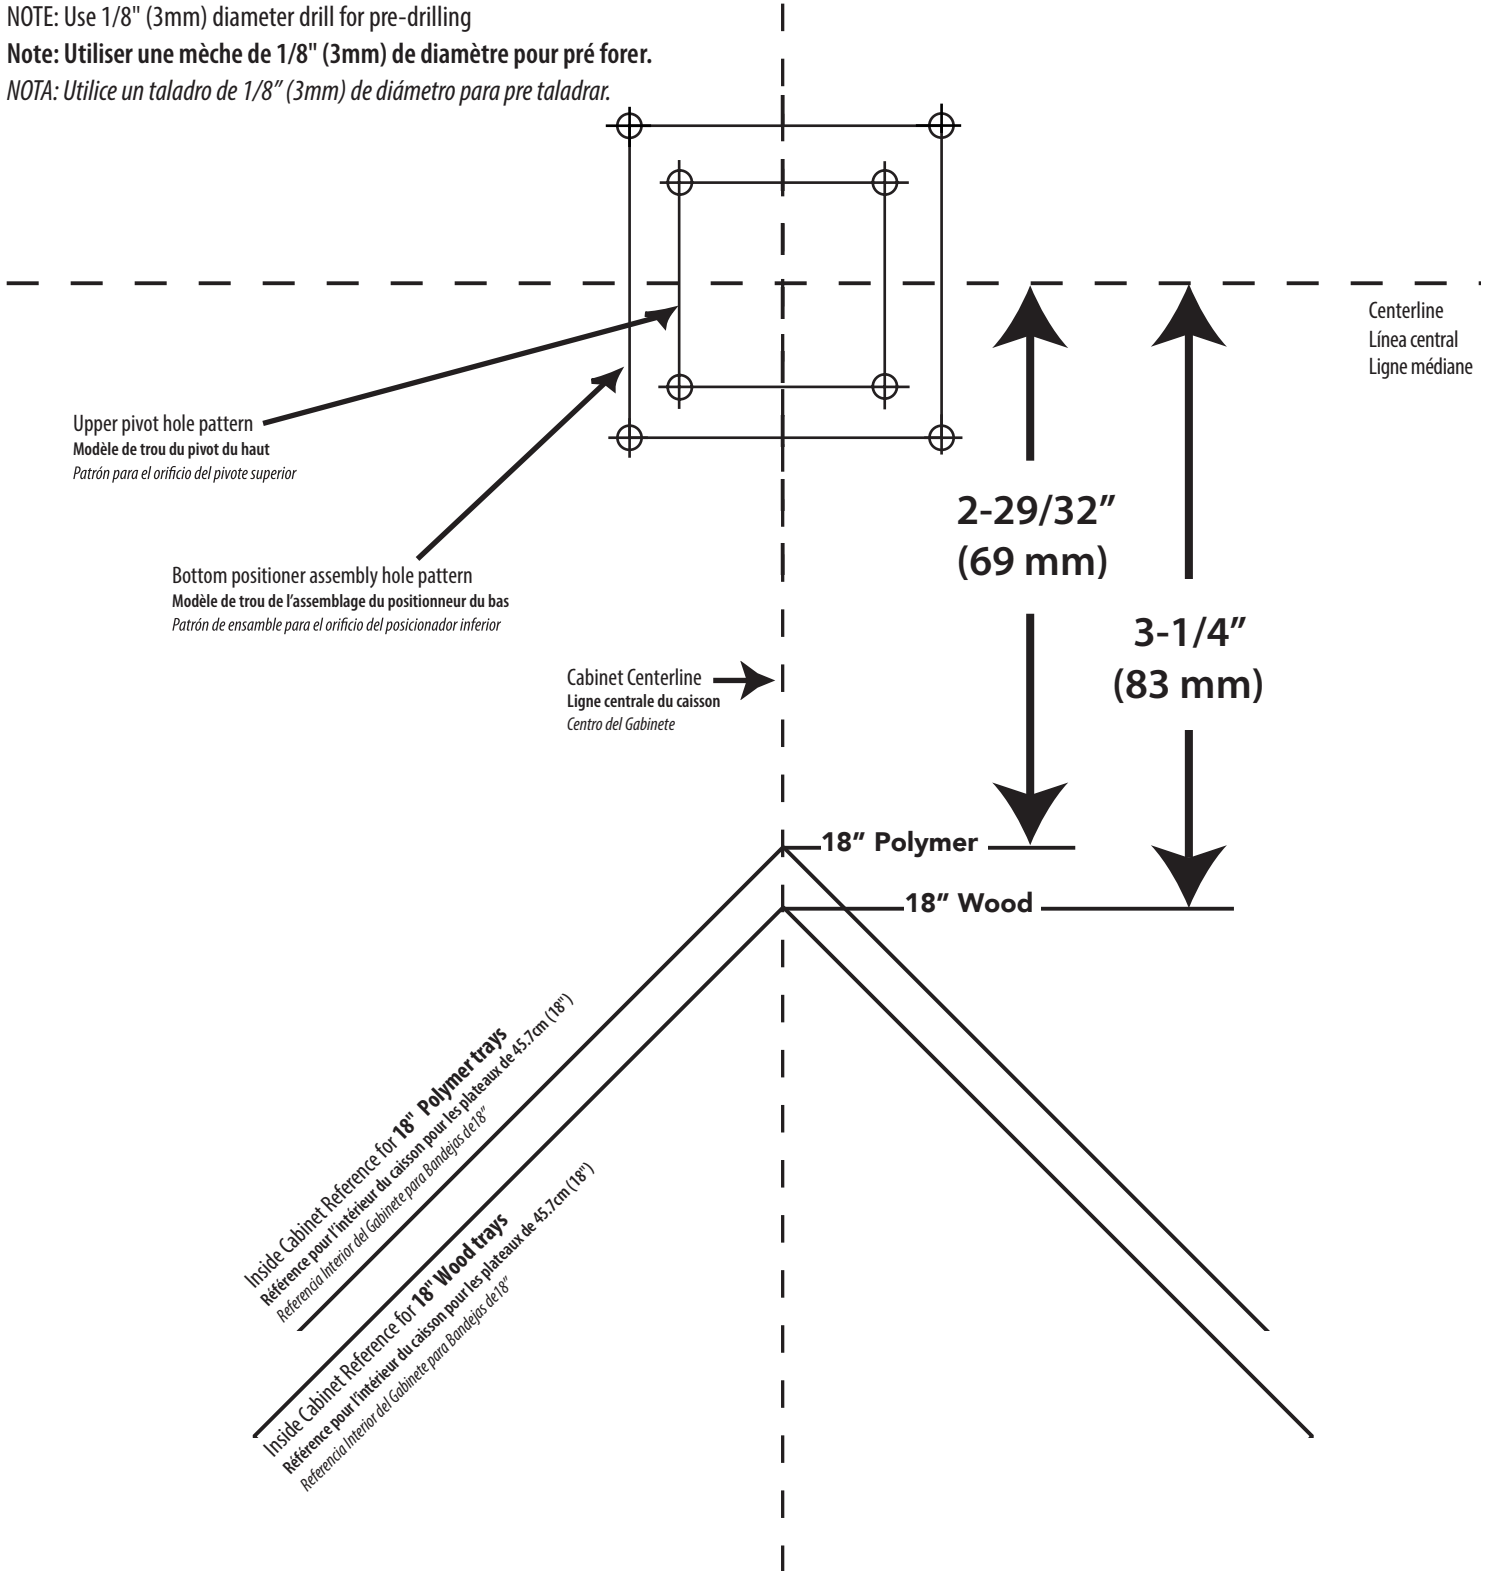 NOTE: Use 1/8" (3mm) diameter drill for pre-drilling
Note: Utiliser une mèche de 1/8" (3mm) de diamètre pour pré forer.
NOTA: Utilice un taladro de 1/8” (3mm) de diámetro para pre taladrar.
Centerline
Línea central
Ligne médiane
Upper pivot hole pattern
Modèle de trou du pivot du haut
Patrón para el orificio del pivote superior
2-29/32”
(69 mm)
Bottom positioner assembly hole pattern
Modèle de trou de l’assemblage du positionneur du bas
Patrón de ensamble para el orificio del posicionador inferior
3-1/4”
(83 mm)
Cabinet Centerline
Ligne centrale du caisson
Centro del Gabinete
18” Polymer
18” Wood
Inside Cabinet Reference for 18" Polymer trays
Référence pour l’intérieur du caisson pour les plateaux de 45.7cm (18")
Referencia Interior del Gabinete para Bandejas de18”
Inside Cabinet Reference for 18" Wood trays
Référence pour l’intérieur du caisson pour les plateaux de 45.7cm (18")
Referencia Interior del Gabinete para Bandejas de18”